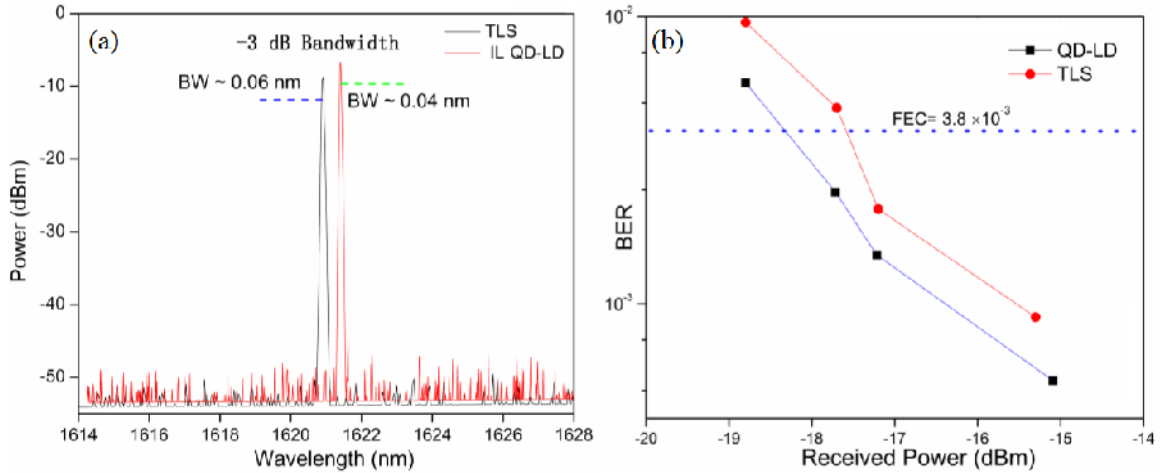 (a)
-3 dB Bandwidth
TLS
IL QD-LD
BW ~ 0.06 nm
BW ~ 0.04 nm
Power (dBm)
0
-10
-20
-30
-40
-50
1614 1616 1618 1620 1622 1624 1626 1628
Wavelength (nm)
(b)
QD-LD
TLS
FEC= 3.8 ×10⁻³
BER
10⁻²
10⁻³
-20 -19 -18 -17 -16 -15 -14
Received Power (dBm)